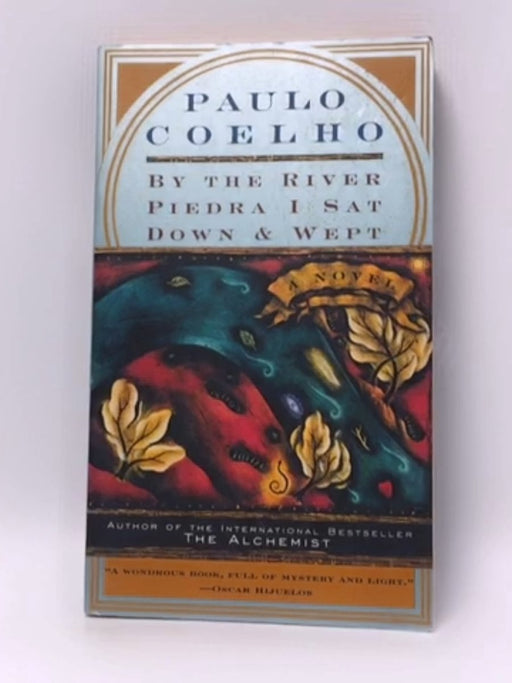 PAULO
COELHO
BY THE RIVER
PIEDRA I SAT
DOWN & WEPT
A NOVEL
AUTHOR OF THE INTERNATIONAL BESTSELLER
THE ALCHEMIST
"A WONDROUS BOOK, FULL OF MYSTERY AND LIGHT."
—OSCAR HIJUELOS